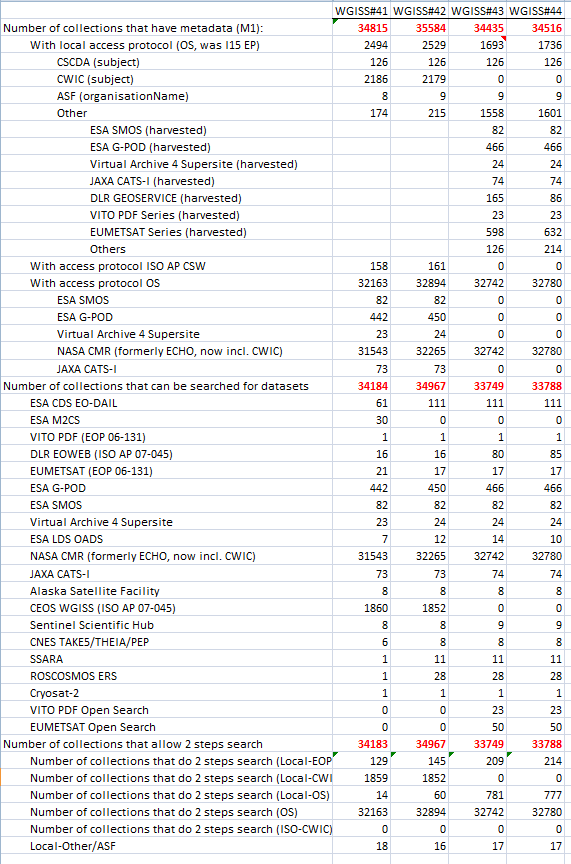 WGISS#41 WGISS#42 WGISS#43 WGISS#44
Number of collections that have metadata (M1): 34815 35584 34435 34516
With local access protocol (OS, was I15 EP) 2494 2529 1693 1736
CSCDA (subject) 126 126 126 126
CWIC (subject) 2186 2179 0 0
ASF (organisationName) 8 9 9 9
Other 174 215 1558 1601
ESA SMOS (harvested) 82 82
ESA G-POD (harvested) 466 466
Virtual Archive 4 Supersite (harvested) 24 24
JAXA CATS-I (harvested) 74 74
DLR GEOSERVICE (harvested) 165 86
VITO PDF Series (harvested) 23 23
EUMETSAT Series (harvested) 598 632
Others 126 214
With access protocol ISO AP CSW 158 161 0 0
With access protocol OS 32163 32894 32742 32780
ESA SMOS 82 82 0 0
ESA G-POD 442 450 0 0
Virtual Archive 4 Supersite 23 24 0 0
NASA CMR (formerly ECHO, now incl. CWIC) 31543 32265 32742 32780
JAXA CATS-I 73 73 0 0
Number of collections that can be searched for datasets 34184 34967 33749 33788
ESA CDS EO-DAIL 61 111 111 111
ESA M2CS 30 0 0 0
VITO PDF (EOP 06-131) 1 1 1 1
DLR EOWEB (ISO AP 07-045) 16 16 80 85
EUMETSAT (EOP 06-131) 21 17 17 17
ESA G-POD 442 450 466 466
ESA SMOS 82 82 82 82
Virtual Archive 4 Supersite 23 24 24 24
ESA LDS OADS 7 12 14 10
NASA CMR (formerly ECHO, now incl. CWIC) 31543 32265 32742 32780
JAXA CATS-I 73 73 74 74
Alaska Satellite Facility 8 8 8 8
CEOS WGISS (ISO AP 07-045) 1860 1852 0 0
Sentinel Scientific Hub 8 8 9 9
CNES TAKE5/THEIA/PEP 6 8 8 8
SSARA 1 11 11 11
ROSCOSMOS ERS 1 28 28 28
Cryosat-2 1 1 1 1
VITO PDF Open Search 0 0 23 23
EUMETSAT Open Search 0 0 50 50
Number of collections that allow 2 steps search 34183 34967 33749 33788
Number of collections that do 2 steps search (Local-EOP 129 145 209 214
Number of collections that do 2 steps search (Local-CWI 1859 1852 0 0
Number of collections that do 2 steps search (Local-OS) 14 60 781 777
Number of collections that do 2 steps search (OS) 32163 32894 32742 32780
Number of collections that do 2 steps search (ISO-CWIC) 0 0 0 0
Local-Other/ASF 18 16 17 17